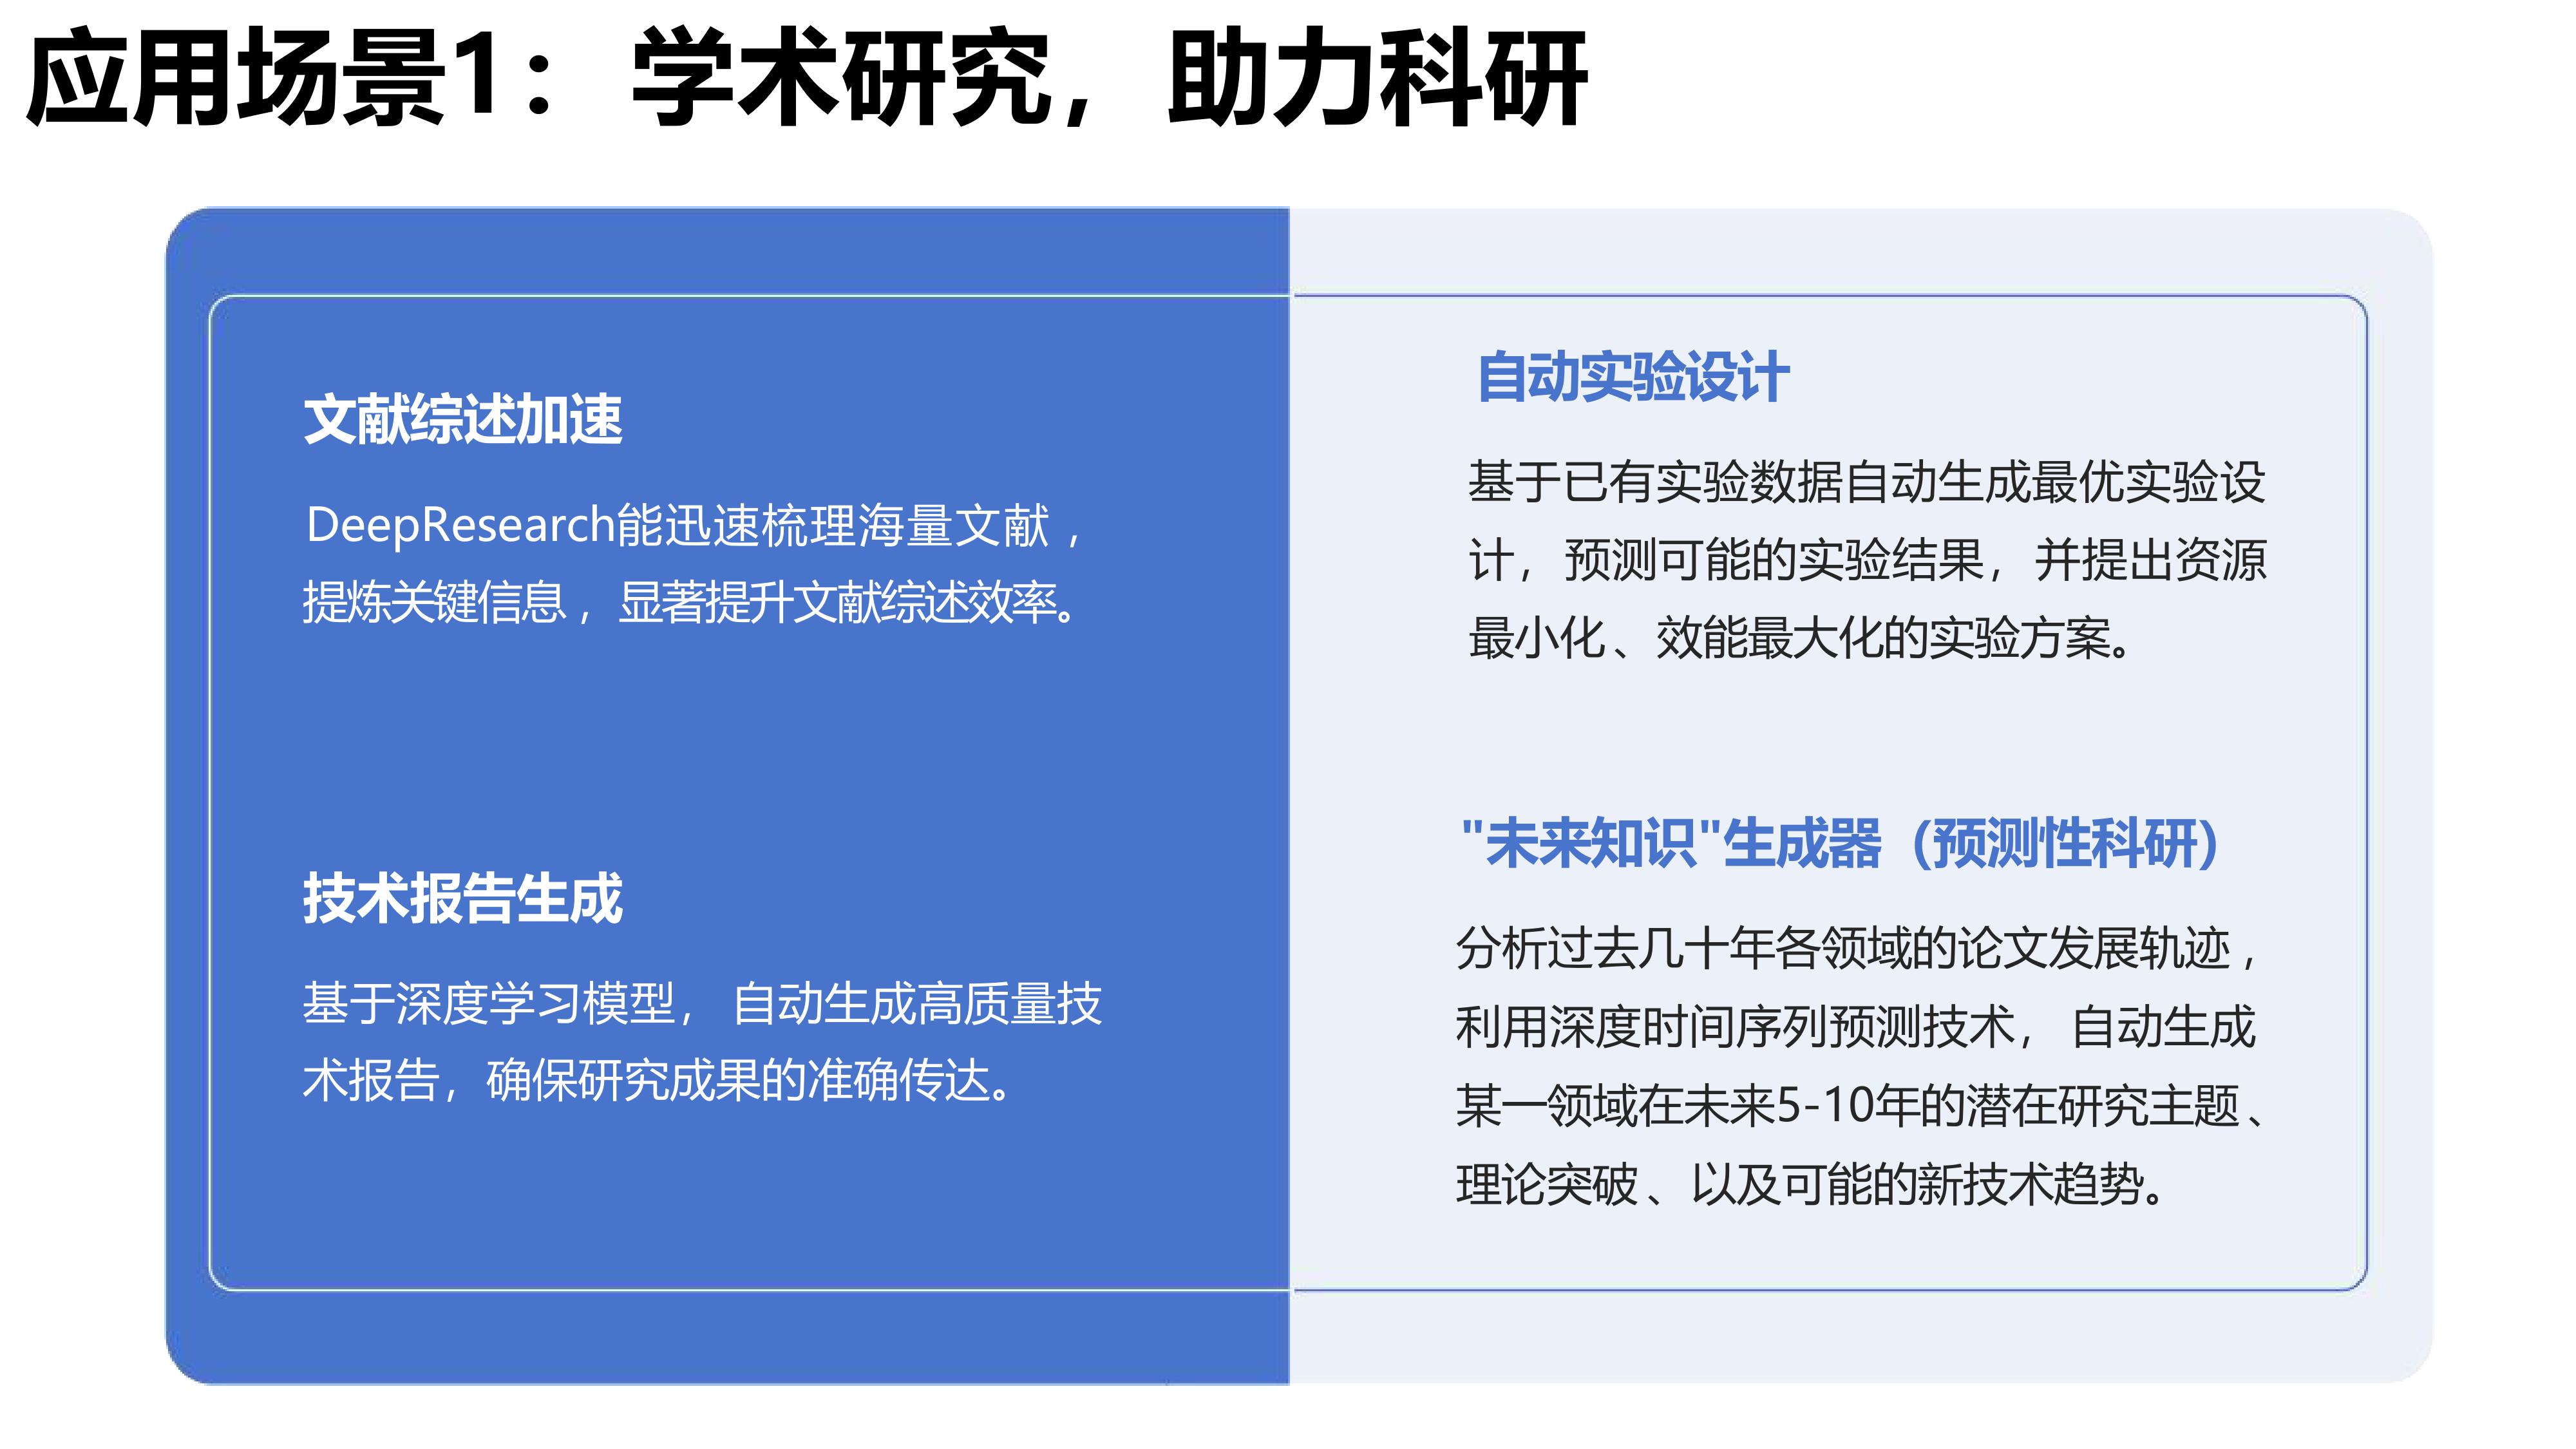 应用场景1：学术研究，助力科研
文献综述加速
DeepResearch能迅速梳理海量文献，
提炼关键信息，显著提升文献综述效率。
技术报告生成
基于深度学习模型，自动生成高质量技
术报告，确保研究成果的准确传达。
自动实验设计
基于已有实验数据自动生成最优实验设
计，预测可能的实验结果，并提出资源
最小化、效能最大化的实验方案。
"未来知识"生成器（预测性科研）
分析过去几十年各领域的论文发展轨迹，
利用深度时间序列预测技术，自动生成
某一领域在未来5-10年的潜在研究主题、
理论突破、以及可能的新技术趋势。